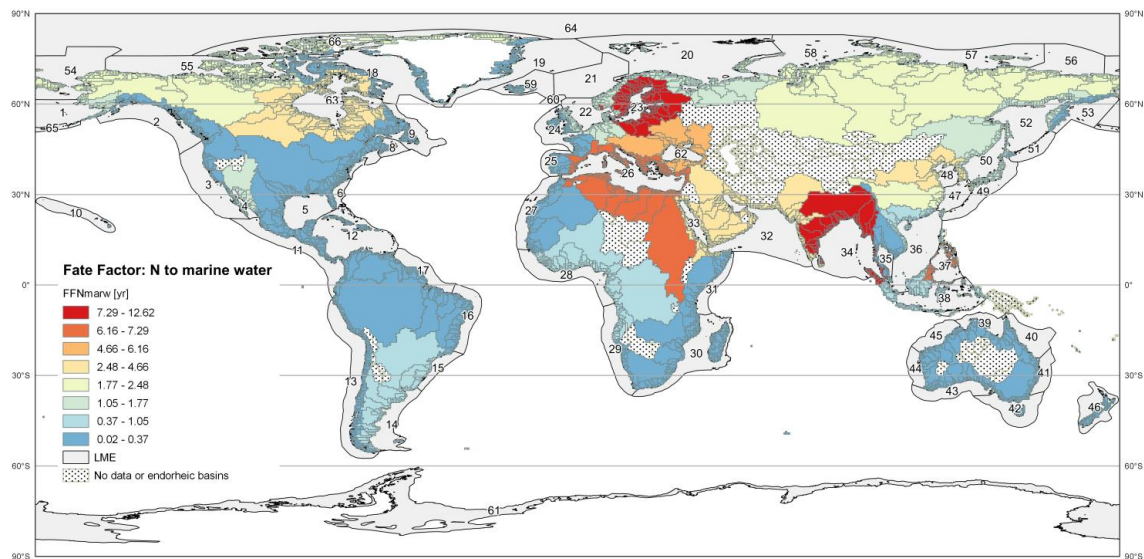 90°N
90°N
64
66
20
58
57
54
55
18
19
56
21
59
60°N
60
63
22
23
60°N
1
2
52
53
65
24
9
8
51
25
62
50
7
26
48
3
49
30°N
6
47
30°N
4
5
27
10
33
32
12
36
11
34
37
Fate Factor: N to marine water
17
28
35
FFNmarw [yr]
31
0°
0°
7.29 - 12.62
38
6.16 - 7.29
16
39
4.66 - 6.16
45
40
2.48 - 4.66
29
30
1.77 - 2.48
13
15
44
41
30°S
30°S
1.05 - 1.77
43
0.37 - 1.05
42
46
0.02 - 0.37
14
LME
No data or endorheic basins
60°S
60°S
61
90°S
90°S